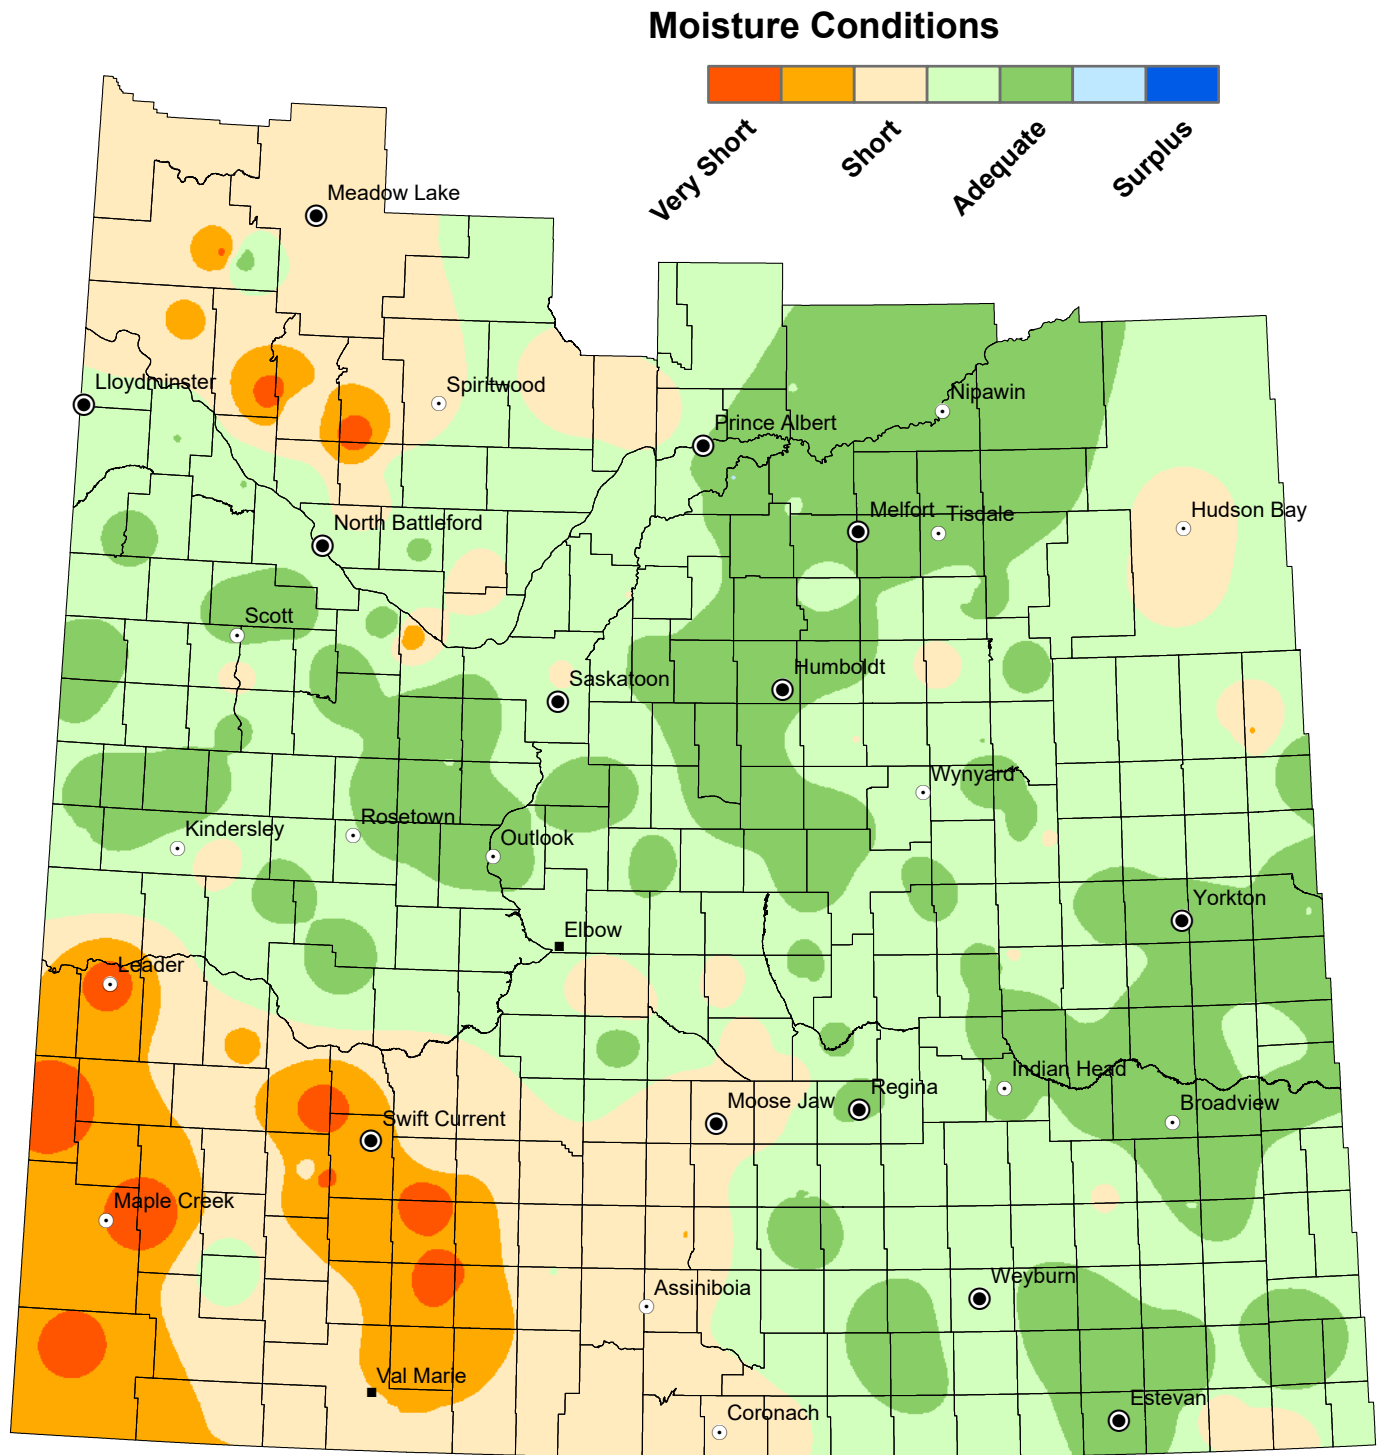 Moisture Conditions
Very Short
Short
Adequate
Surplus
Meadow Lake
Lloydminster
Spiritwood
Nipawin
Prince Albert
Hudson Bay
Melfort
Tisdale
North Battleford
Scott
Humboldt
Saskatoon
Wynyard
Rosetown
Kindersley
Outlook
Yorkton
Elbow
Leader
Indian Head
Regina
Moose Jaw
Broadview
Swift Current
Maple Creek
Weyburn
Assiniboia
Val Marie
Estevan
Coronach